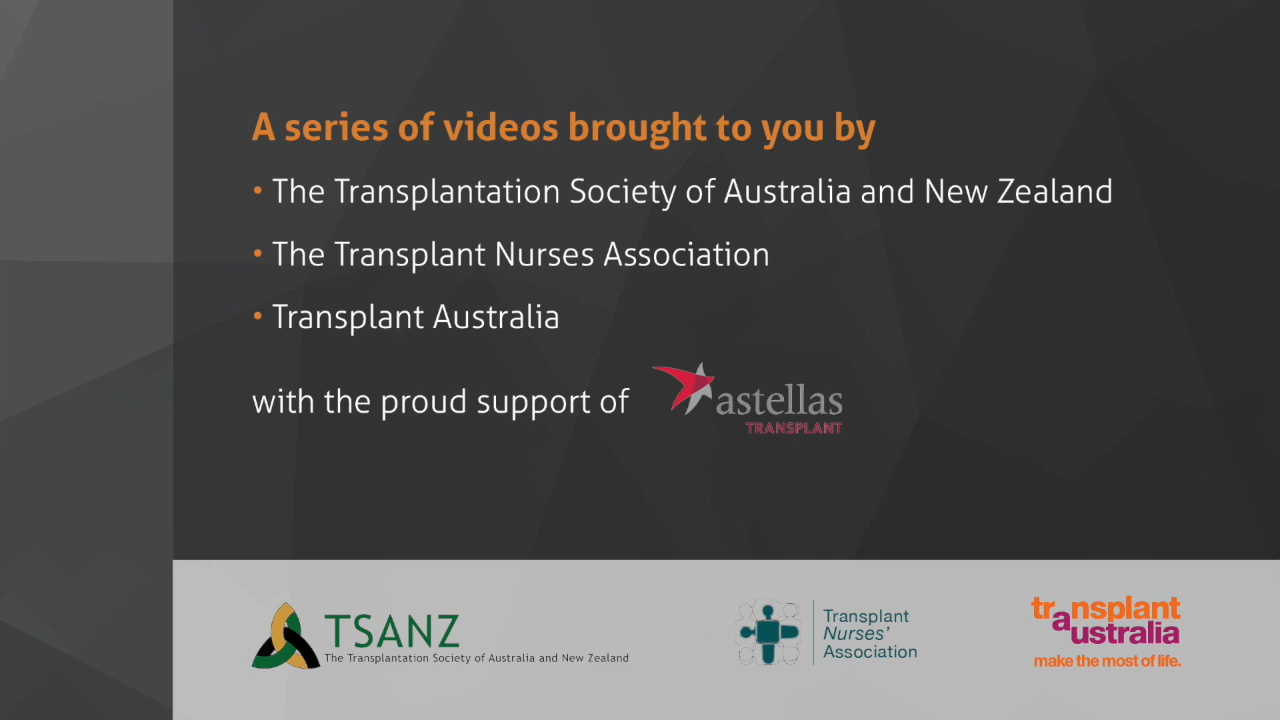 A series of videos brought to you by
• The Transplantation Society of Australia and New Zealand
• The Transplant Nurses Association
• Transplant Australia
with the proud support of
astellas
TRANSPLANT
TSANZ
The Transplantation Society of Australia and New Zealand
Transplant
Nurses’
Association
transplant
australia
make the most of life.